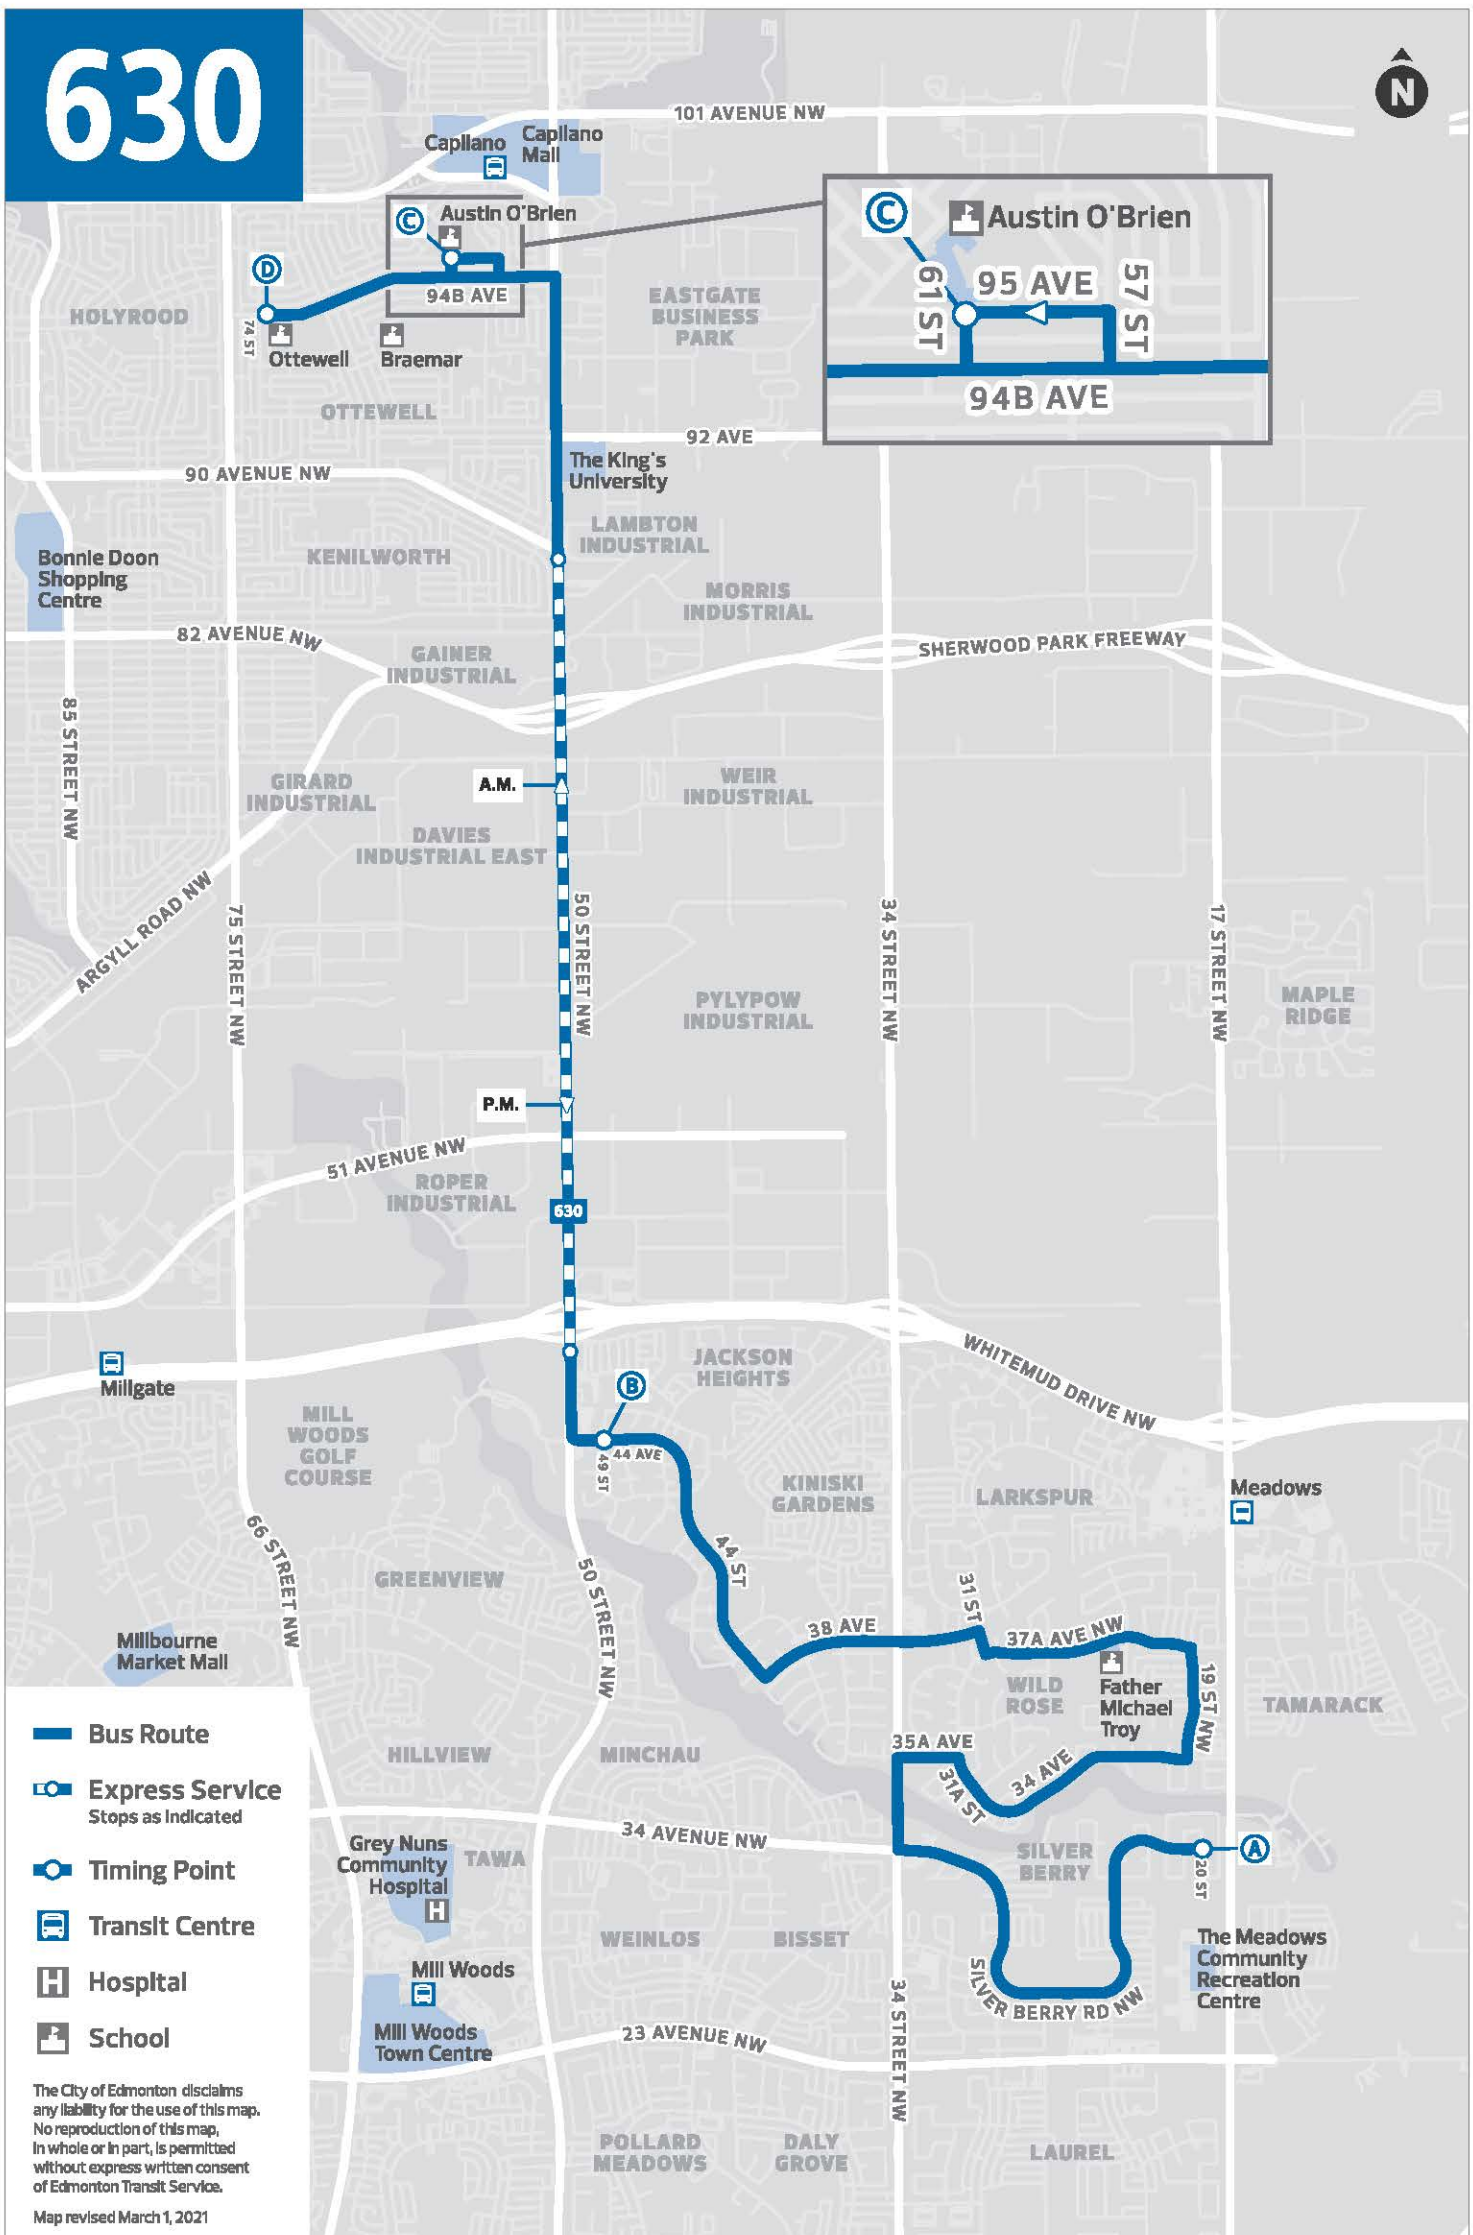 630
N
101 AVENUE NW
Capilano
Capilano
Mall
C
Austin O'Brien
C
Austin O'Brien
61 ST
95 AVE
57 ST
94B AVE
D
94B AVE
74 ST
Ottewell
Braemar
HOLYROOD
EASTGATE
BUSINESS
PARK
OTTEWELL
92 AVE
90 AVENUE NW
The King's
University
LAMBTON
INDUSTRIAL
KENILWORTH
Bonnie Doon
Shopping
Centre
MORRIS
INDUSTRIAL
82 AVENUE NW
SHERWOOD PARK FREEWAY
GAINER
INDUSTRIAL
85 STREET NW
A.M.
GIRARD
INDUSTRIAL
WEIR
INDUSTRIAL
DAVIES
INDUSTRIAL EAST
ARGYLL ROAD NW
75 STREET NW
50 STREET NW
34 STREET NW
17 STREET NW
PYLYPOW
INDUSTRIAL
MAPLE
RIDGE
P.M.
51 AVENUE NW
ROPER
INDUSTRIAL
630
WHITEMUD DRIVE NW
JACKSON
HEIGHTS
Millgate
B
MILL
WOODS
GOLF
COURSE
44 AVE
49 ST
KINISKI
GARDENS
LARKSPUR
Meadows
66 STREET NW
GREENVIEW
50 STREET NW
44 ST
31 ST
38 AVE
37A AVE NW
Millbourne
Market Mall
WILD
ROSE
Father
Michael
Troy
19 ST NW
TAMARACK
HILLVIEW
MINCHAU
35A AVE
31A ST
34 AVE
34 AVENUE NW
Grey Nuns
Community
Hospital
H
TAWA
SILVER
BERRY
A
20 ST
WEINLOS
BISSET
The Meadows
Community
Recreation
Centre
Mill Woods
SILVER BERRY RD NW
34 STREET NW
Mill Woods
Town Centre
23 AVENUE NW
POLLARD
MEADOWS
DALY
GROVE
LAUREL
Bus Route
Express Service
Stops as indicated
Timing Point
Transit Centre
H Hospital
School
The City of Edmonton disclaims
any liability for the use of this map.
No reproduction of this map,
in whole or in part, is permitted
without express written consent
of Edmonton Transit Service.
Map revised March 1, 2021